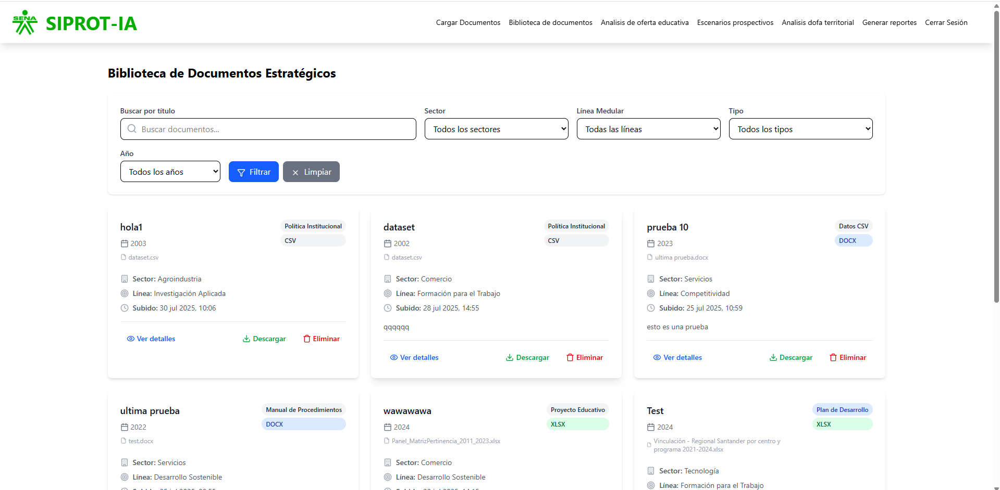 SENA
SIPROT-IA
Cargar Documentos
Biblioteca de documentos
Analisis de oferta educativa
Escenarios prospectivos
Analisis dofa territorial
Generar reportes
Cerrar Sesión
Biblioteca de Documentos Estratégicos
Buscar por título
Buscar documentos...
Sector
Todos los sectores
Línea Medular
Todas las líneas
Tipo
Todos los tipos
Año
Todos los años
Filtrar
Limpiar
hola1
Política Institucional
CSV
2003
dataset.csv
Sector: Agroindustria
Línea: Investigación Aplicada
Subido: 30 jul 2025, 10:06
Ver detalles
Descargar
Eliminar
dataset
Política Institucional
CSV
2002
dataset.csv
Sector: Comercio
Línea: Formación para el Trabajo
Subido: 28 jul 2025, 14:55
qqqqqq
Ver detalles
Descargar
Eliminar
prueba 10
Datos CSV
DOCX
2023
ultima prueba.docx
Sector: Servicios
Línea: Competitividad
Subido: 25 jul 2025, 10:59
esto es una prueba
Ver detalles
Descargar
Eliminar
ultima prueba
Manual de Procedimientos
DOCX
2022
test.docx
Sector: Servicios
Línea: Desarrollo Sostenible
wawawawa
Proyecto Educativo
XLSX
2024
Panel_MatrizPertinencia_2011_2023.xlsx
Sector: Comercio
Línea: Desarrollo Sostenible
Test
Plan de Desarrollo
XLSX
2024
Vinculación - Regional Santander por centro y
programa 2021-2024.xlsx
Sector: Tecnología
Línea: Formación para el Trabajo